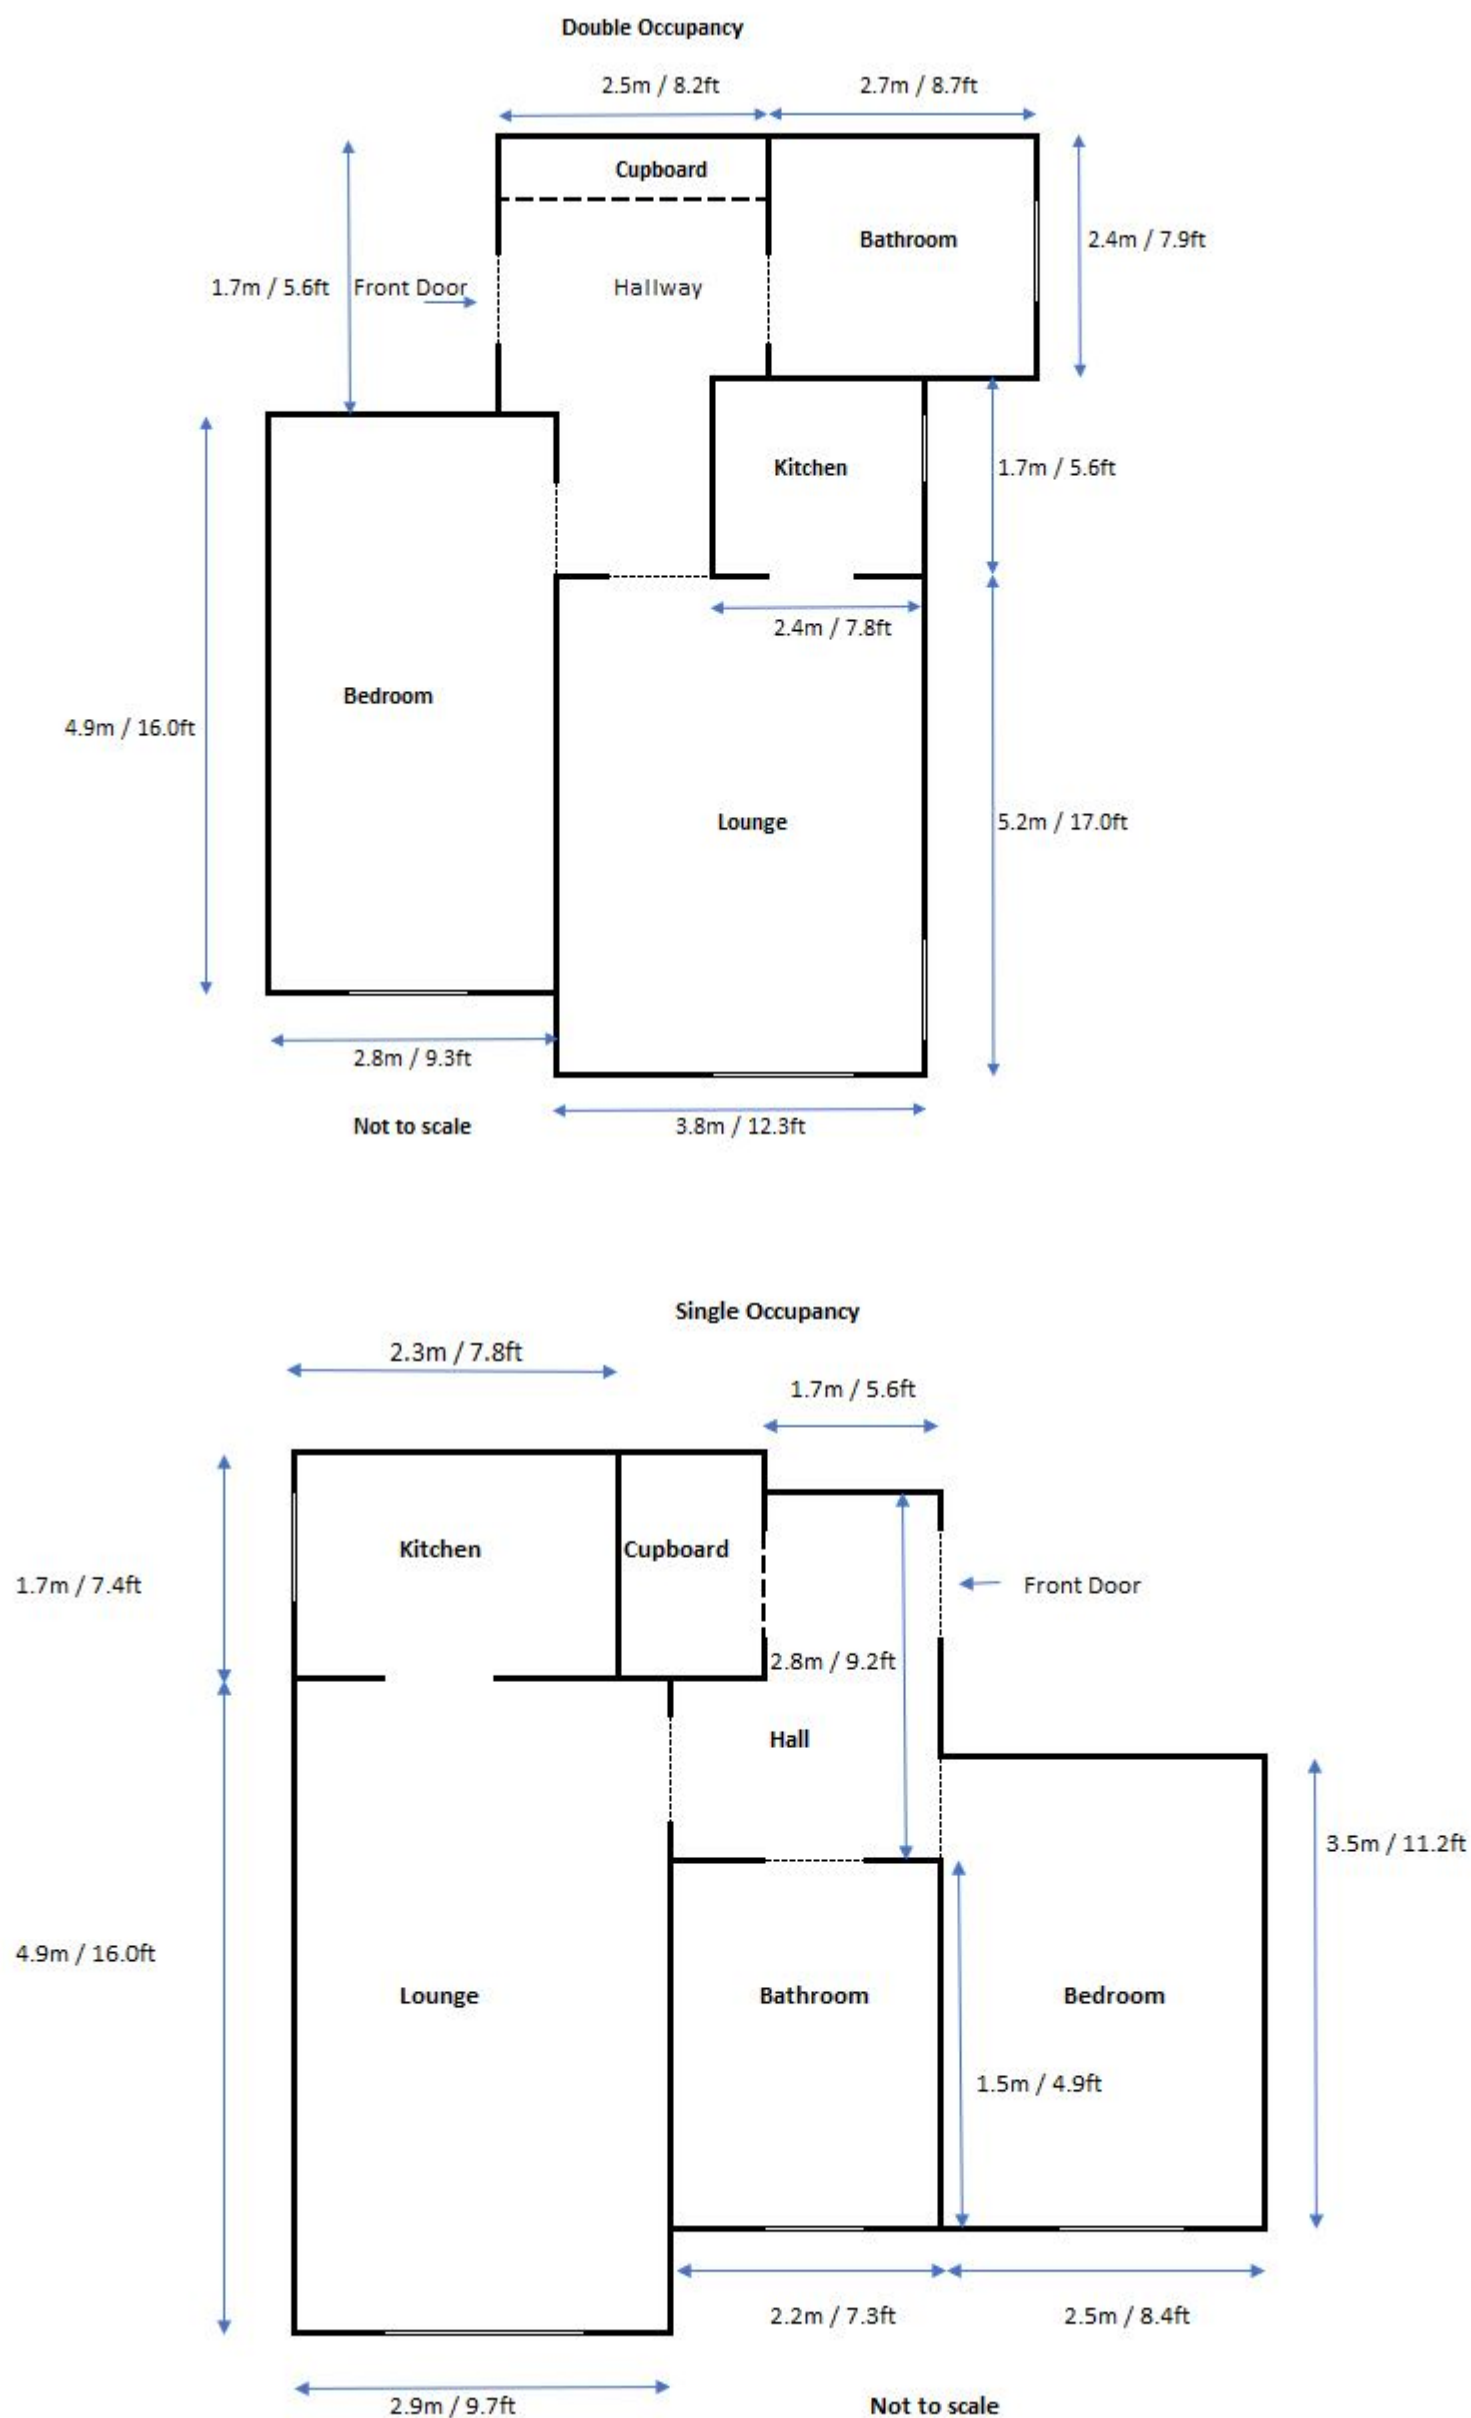 Double Occupancy
2.5m / 8.2ft
2.7m / 8.7ft
Cupboard
Bathroom
2.4m / 7.9ft
1.7m / 5.6ft
Front Door
Hallway
Kitchen
1.7m / 5.6ft
2.4m / 7.8ft
Bedroom
4.9m / 16.0ft
Lounge
5.2m / 17.0ft
2.8m / 9.3ft
Not to scale
3.8m / 12.3ft
Single Occupancy
2.3m / 7.8ft
1.7m / 5.6ft
Kitchen
Cupboard
1.7m / 7.4ft
Front Door
2.8m / 9.2ft
Hall
3.5m / 11.2ft
4.9m / 16.0ft
Lounge
Bathroom
Bedroom
1.5m / 4.9ft
2.2m / 7.3ft
2.5m / 8.4ft
2.9m / 9.7ft
Not to scale